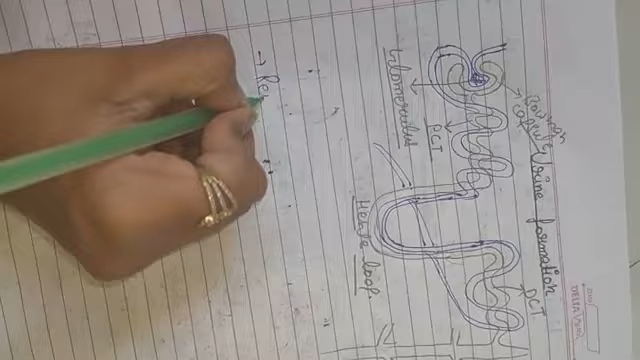 Urine formation
Bowman
capsule
Glomerulus
PCT
DCT
Henle loop.
→ Re